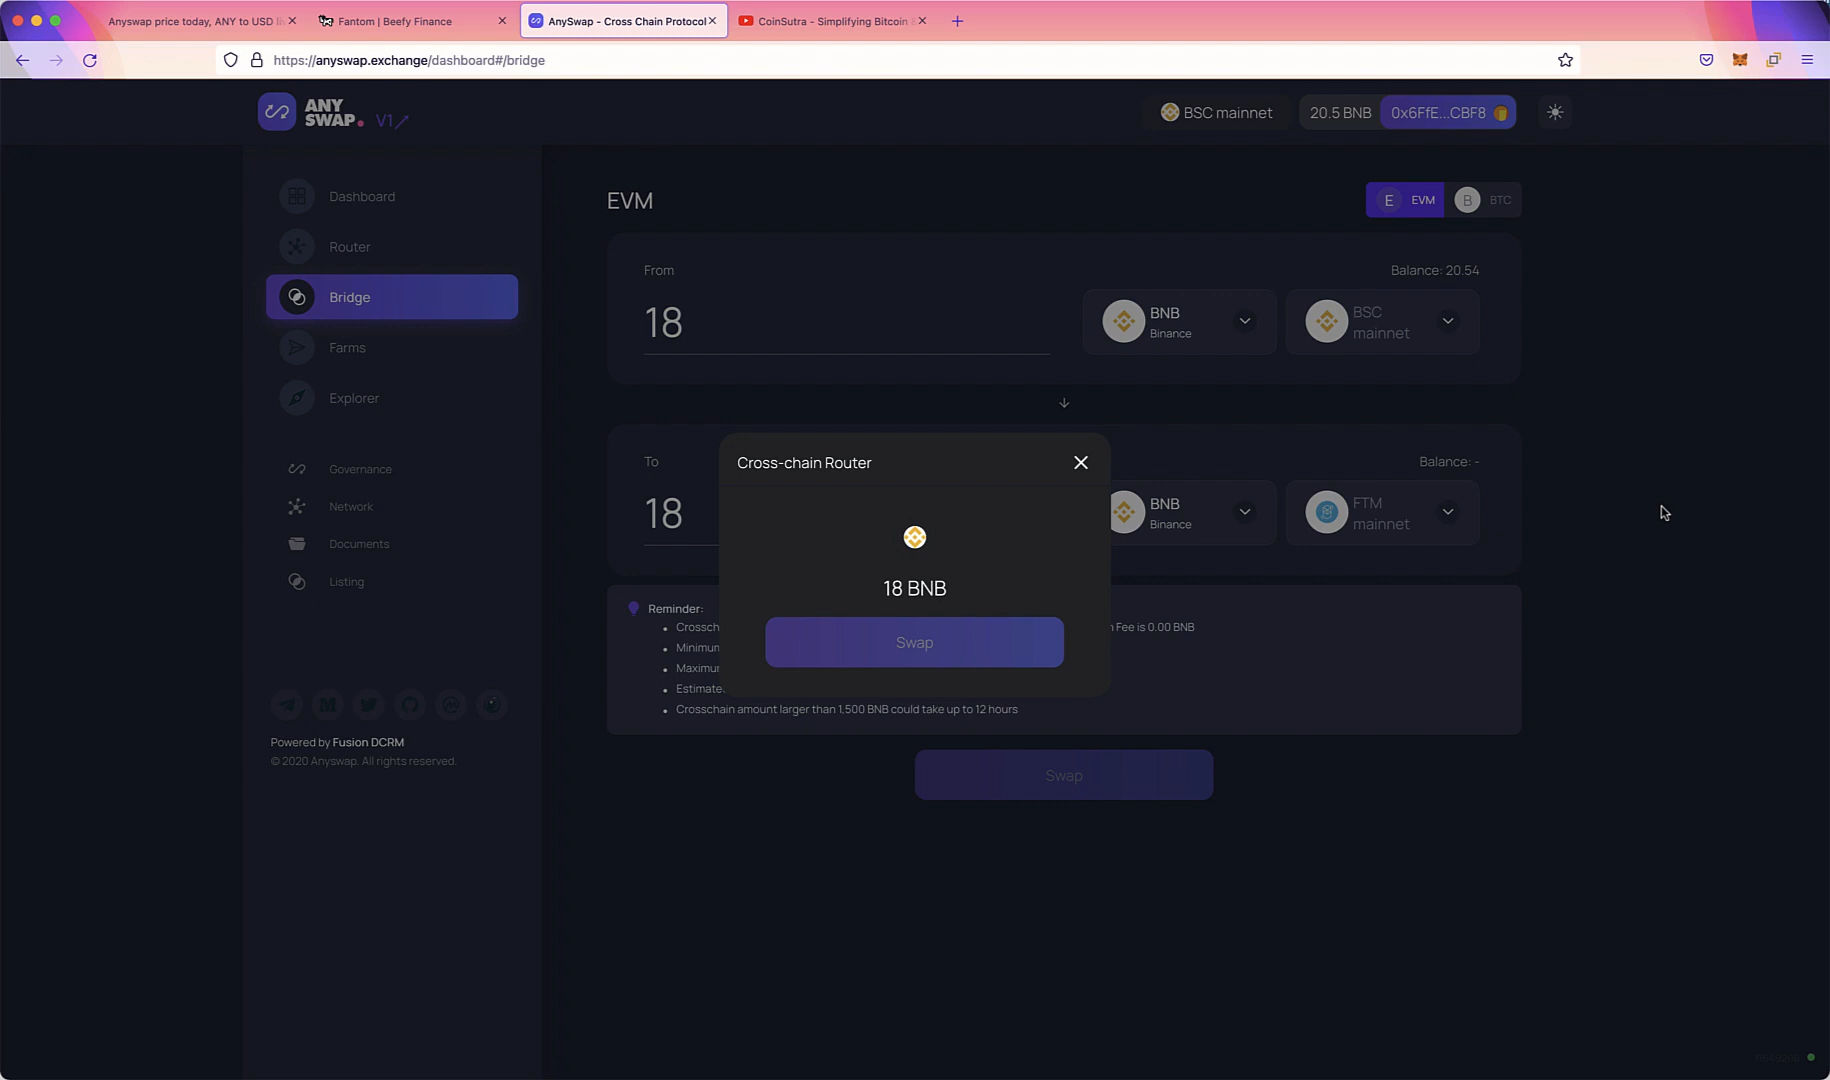 Anyswap price today, ANY to USD li
Fantom | Beefy Finance
AnySwap - Cross Chain Protocol
CoinSutra - Simplifying Bitcoin
https://anyswap.exchange/dashboard#/bridge
ANY
SWAP.
V1
BSC mainnet
20.5 BNB
0x6FfE...CBF8
Dashboard
Router
Bridge
Farms
Explorer
Governance
Network
Documents
Listing
Powered by Fusion DCRM
© 2020 Anyswap. All rights reserved.
EVM
E EVM
B BTC
From
Balance: 20.54
18
BNB
Binance
BSC
mainnet
To
Balance: -
18
BNB
Binance
FTM
mainnet
Cross-chain Router
18 BNB
Swap
Reminder:
Fee is 0.00 BNB
Crosschain amount larger than 1,500 BNB could take up to 12 hours
Swap